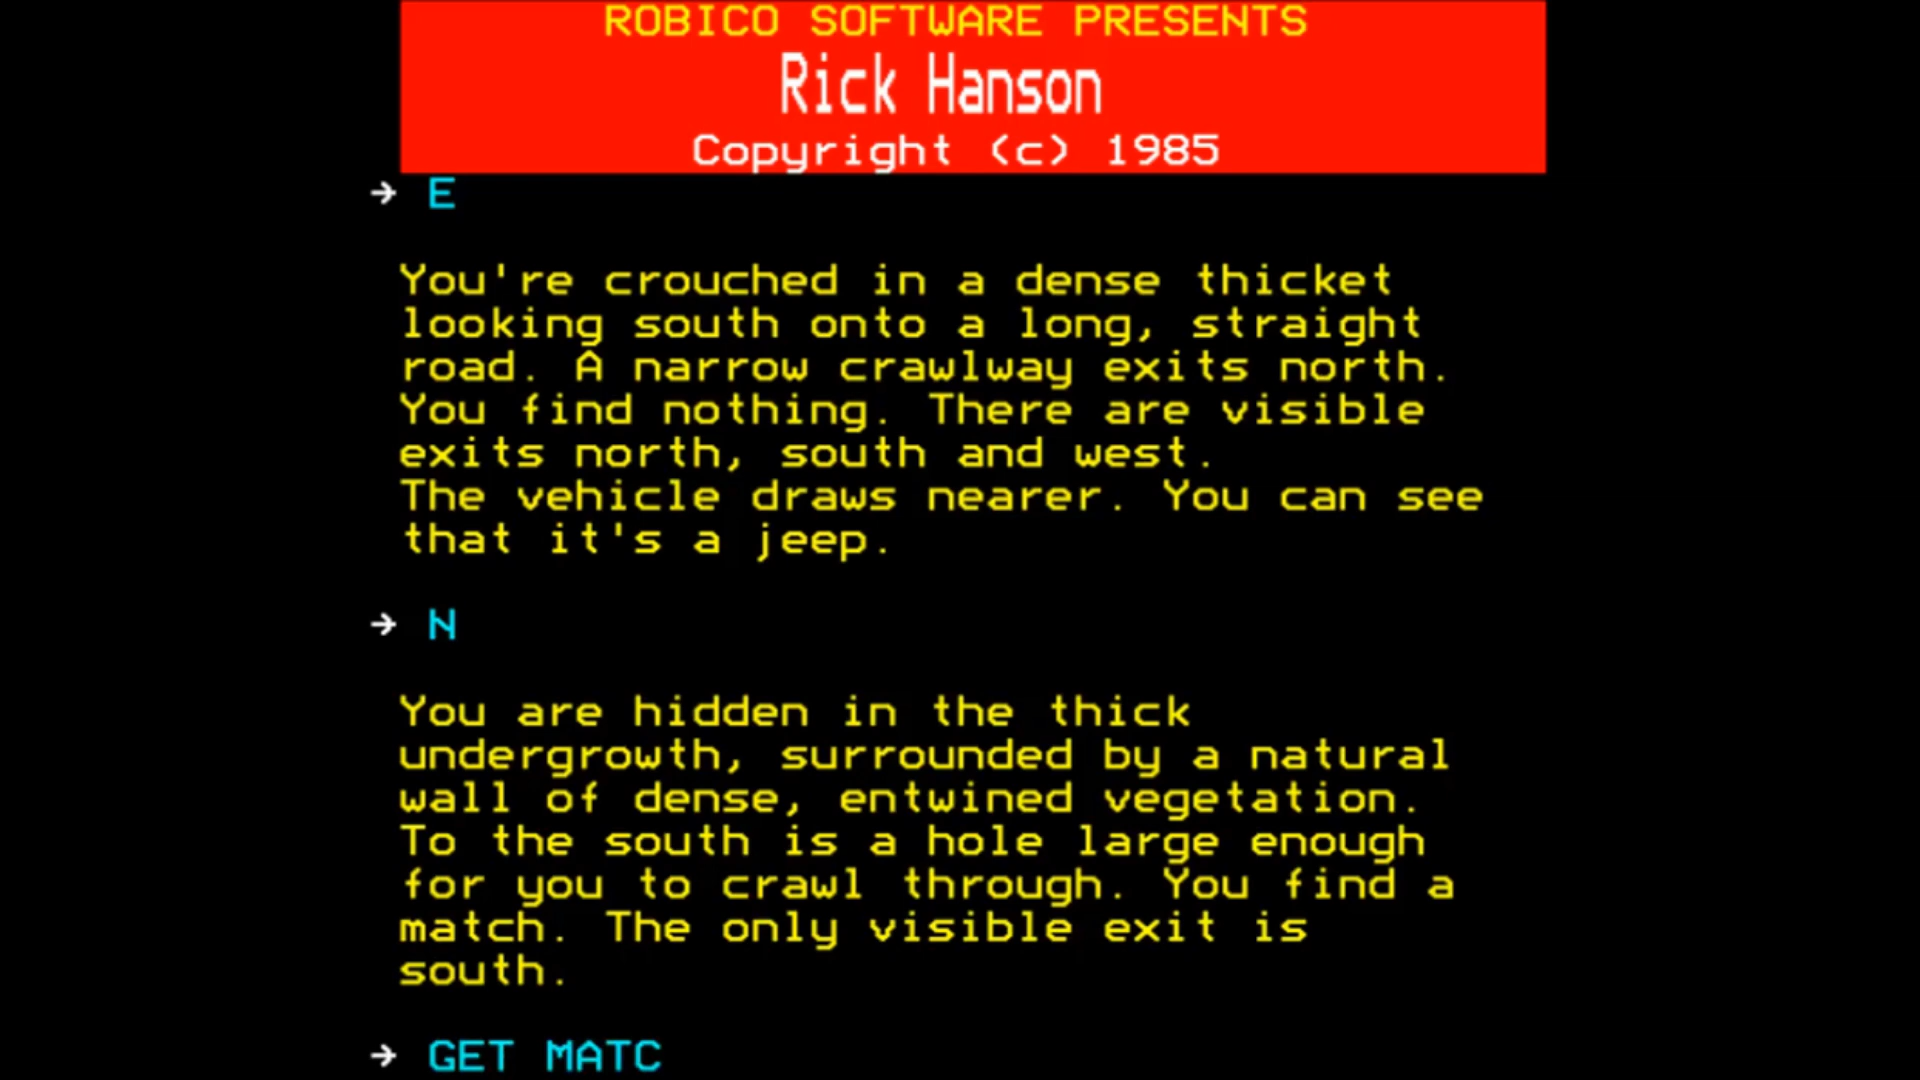 ROBICO SOFTWARE PRESENTS
Rick Hanson
Copyright (c) 1985
→ E
You're crouched in a dense thicket
looking south onto a long, straight
road. A narrow crawlway exits north.
You find nothing. There are visible
exits north, south and west.
The vehicle draws nearer. You can see
that it's a jeep.
→ N
You are hidden in the thick
undergrowth, surrounded by a natural
wall of dense, entwined vegetation.
To the south is a hole large enough
for you to crawl through. You find a
match. The only visible exit is
south.
→ GET MATC